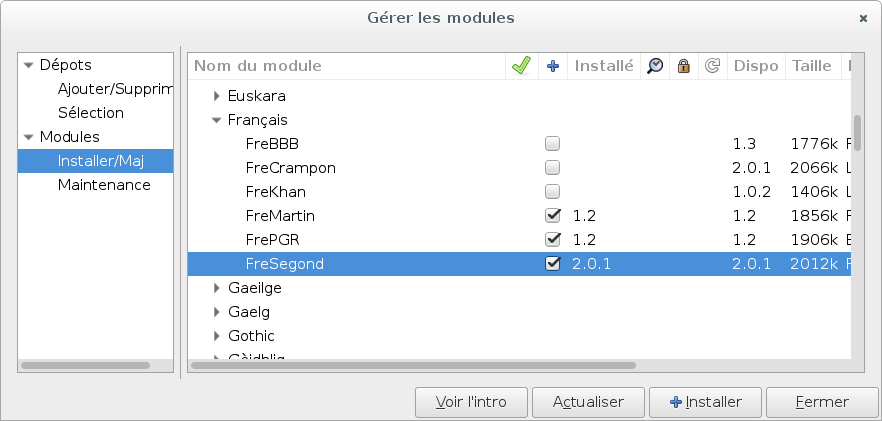 Gérer les modules
Dépots
Ajouter/Supprim
Sélection
Modules
Installer/Maj
Maintenance
Nom du module Installé Dispo Taille
Euskara
Français
FreBBB 1.3 1776k F
FreCrampon 2.0.1 2066k L
FreKhan 1.0.2 1406k L
FreMartin 1.2 1.2 1856k F
FrePGR 1.2 1.2 1906k E
FreSegond 2.0.1 2.0.1 2012k F
Gaeilge
Gaelg
Gothic
Gàidhlig
Voir l'intro Actualiser Installer Fermer